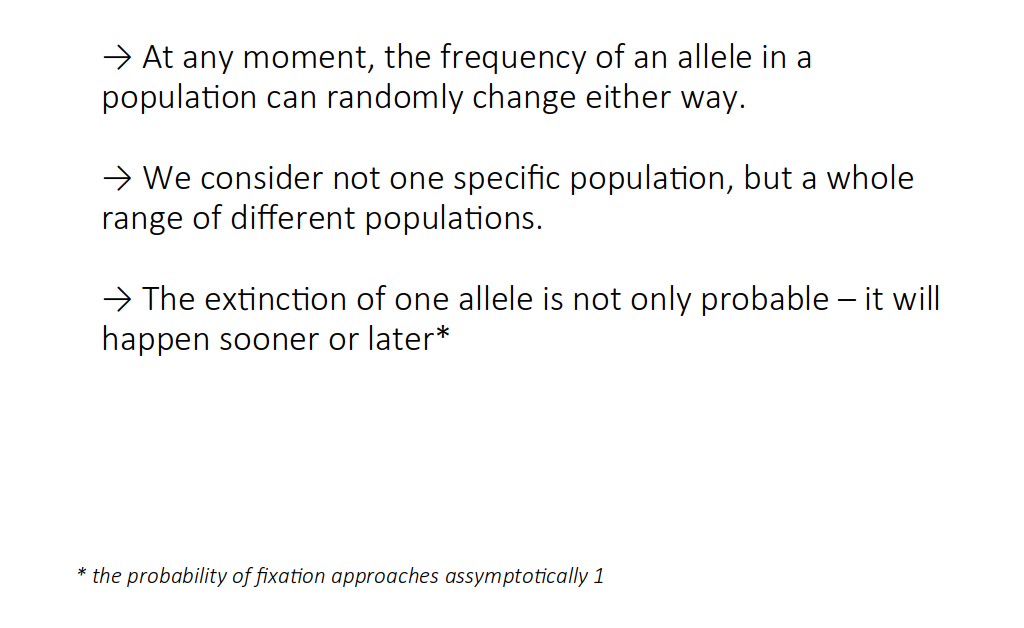 → At any moment, the frequency of an allele in a
population can randomly change either way.
→ We consider not one specific population, but a whole
range of different populations.
→ The extinction of one allele is not only probable – it will
happen sooner or later*
* the probability of fixation approaches assymptotically 1